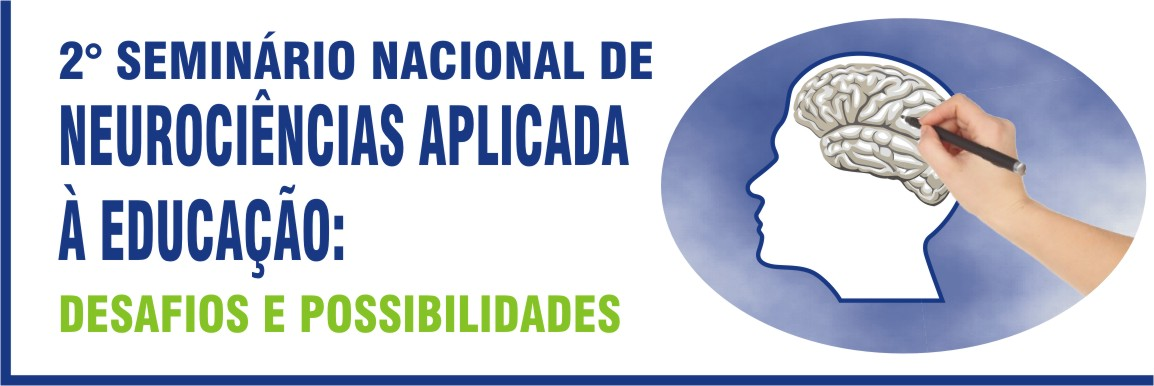 2° SEMINÁRIO NACIONAL DE
NEUROCIÊNCIAS APLICADA
À EDUCAÇÃO:
DESAFIOS E POSSIBILIDADES